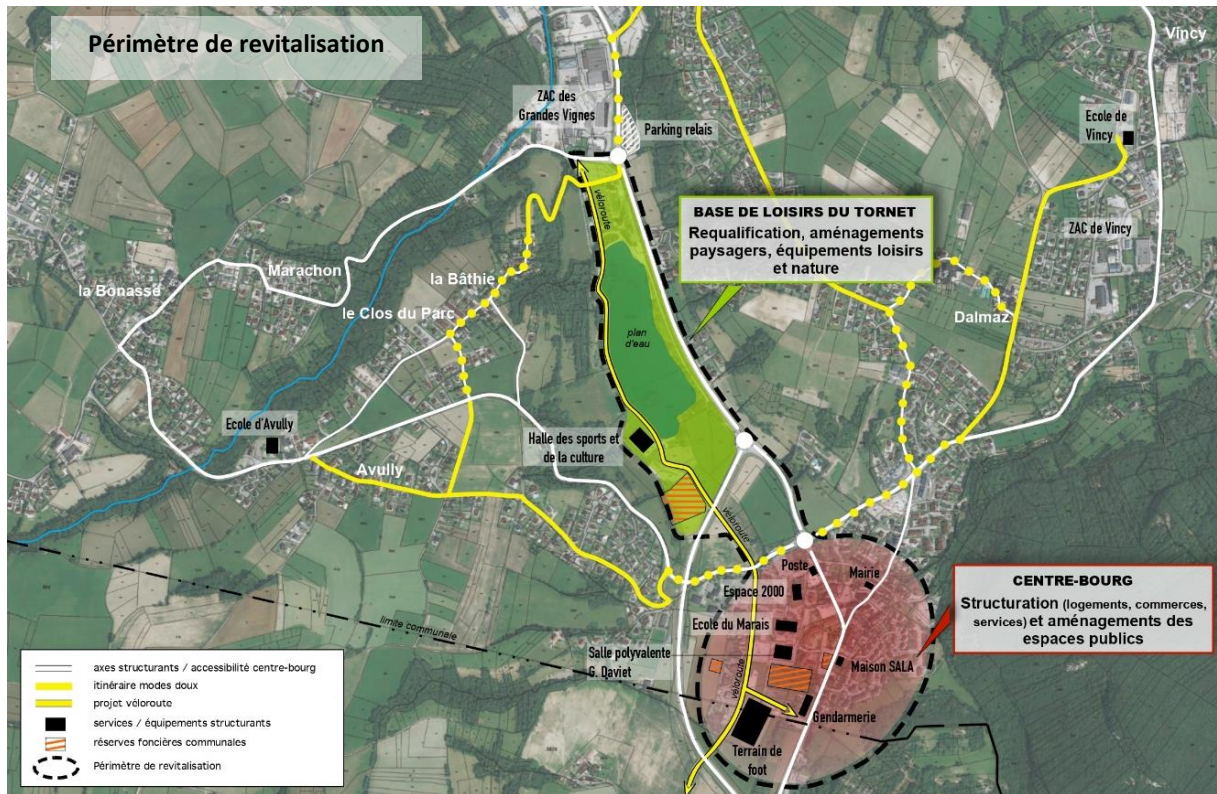 Périmètre de revitalisation
Vincy
ZAC des
Grandes Vignes
Parking relais
Ecole de
Vincy
véloroute
BASE DE LOISIRS DU TORNET
Requalification, aménagements
paysagers, équipements loisirs
et nature
ZAC de Vincy
Marachon
la Bonasse
la Bâthie
le Clos du Parc
Dalmaz
plan
d'eau
Ecole d'Avully
Halle des sports et
de la culture
Avully
véloroute
Poste
Mairie
Espace 2000
CENTRE-BOURG
Structuration (logements, commerces,
services) et aménagements des
espaces publics
Ecole du Marais
limite communale
Salle polyvalente
G. Daviet
Maison SALA
véloroute
Gendarmerie
Terrain de
foot
axes structurants / accessibilité centre-bourg
itinéraire modes doux
projet véloroute
services / équipements structurants
réserves foncières communales
Périmètre de revitalisation